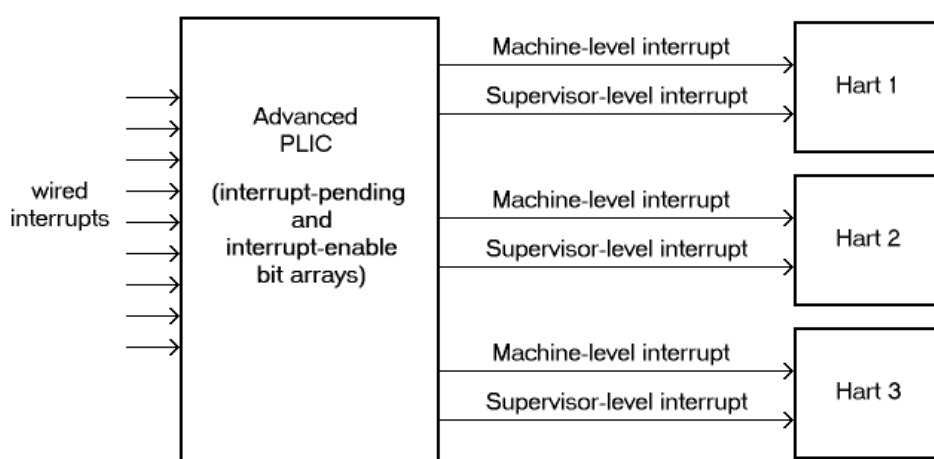 Machine-level interrupt
Supervisor-level interrupt
Hart 1
Advanced
PLIC
(interrupt-pending
and
interrupt-enable
bit arrays)
wired
interrupts
Machine-level interrupt
Supervisor-level interrupt
Hart 2
Machine-level interrupt
Supervisor-level interrupt
Hart 3